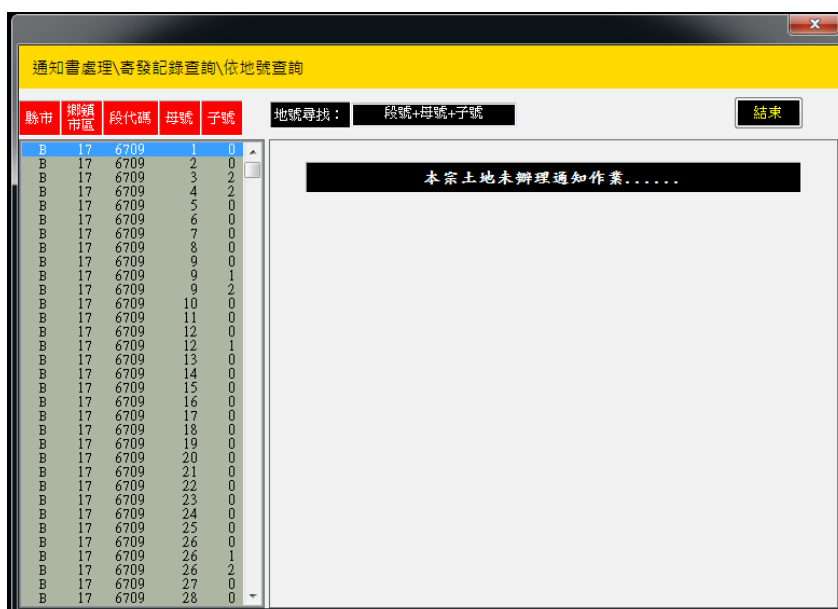 通知書處理\寄發記錄查詢\依地號查詢
縣市 鄉鎮市區 段代碼 母號 子號
地號尋找： 段號+母號+子號
結束
本宗土地未辦理通知作業......
B 17 6709 1 0
B 17 6709 2 0
B 17 6709 3 2
B 17 6709 4 2
B 17 6709 5 0
B 17 6709 6 0
B 17 6709 7 0
B 17 6709 8 0
B 17 6709 9 0
B 17 6709 9 1
B 17 6709 9 2
B 17 6709 10 0
B 17 6709 11 0
B 17 6709 12 0
B 17 6709 12 1
B 17 6709 13 0
B 17 6709 14 0
B 17 6709 15 0
B 17 6709 16 0
B 17 6709 17 0
B 17 6709 18 0
B 17 6709 19 0
B 17 6709 20 0
B 17 6709 21 0
B 17 6709 22 0
B 17 6709 23 0
B 17 6709 24 0
B 17 6709 25 0
B 17 6709 26 0
B 17 6709 26 1
B 17 6709 26 2
B 17 6709 27 0
B 17 6709 28 0